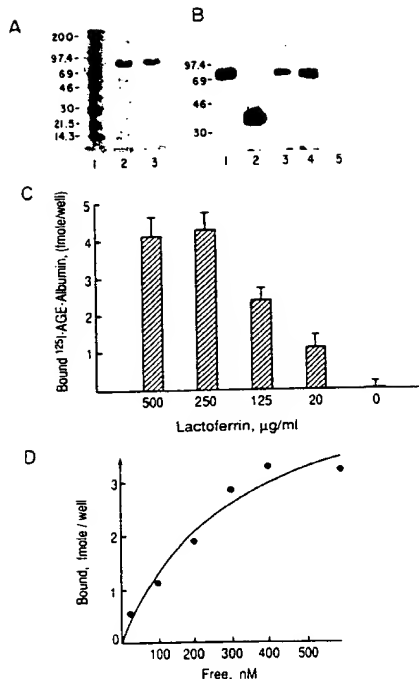 A
200-
97.4-
69-
46-
30-
21.5-
14.3-
1 2 3
B
97.4-
69-
46-
30-
1 2 3 4 5
C
Bound ¹²⁵I-AGE-Albumin, (fmole/well)
5
4
3
2
1
500 250 125 20 0
Lactoferrin, μg/ml
D
Bound, fmole / well
3
2
1
100 200 300 400 500
Free, nM